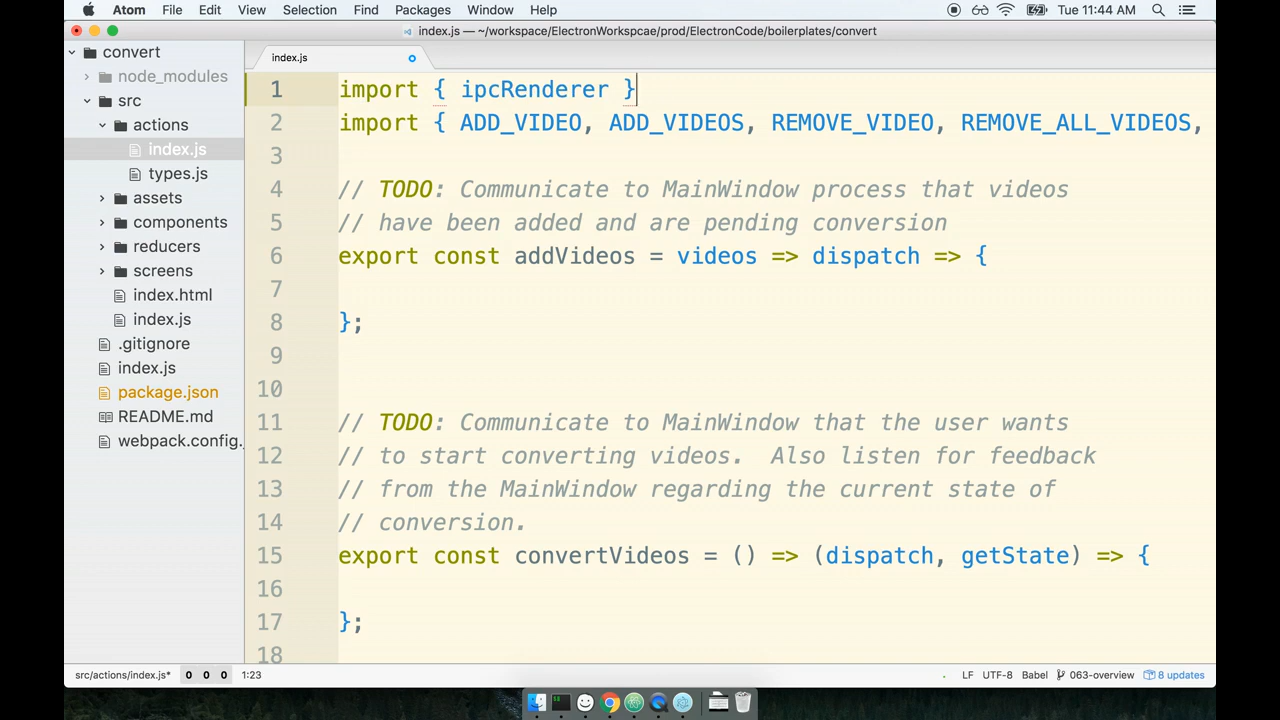 Atom File Edit View Selection Find Packages Window Help Tue 11:44 AM
index.js — ~/workspace/ElectronWorkspcae/prod/ElectronCode/boilerplates/convert
convert
node_modules
src
actions
index.js
types.js
assets
components
reducers
screens
index.html
index.js
.gitignore
index.js
package.json
README.md
webpack.config.
index.js
1 import { ipcRenderer }
2 import { ADD_VIDEO, ADD_VIDEOS, REMOVE_VIDEO, REMOVE_ALL_VIDEOS,
3
4 // TODO: Communicate to MainWindow process that videos
5 // have been added and are pending conversion
6 export const addVideos = videos => dispatch => {
7
8 };
9
10
11 // TODO: Communicate to MainWindow that the user wants
12 // to start converting videos.  Also listen for feedback
13 // from the MainWindow regarding the current state of
14 // conversion.
15 export const convertVideos = () => (dispatch, getState) => {
16
17 };
18
src/actions/index.js* 0 0 0 1:23 LF UTF-8 Babel 063-overview 8 updates